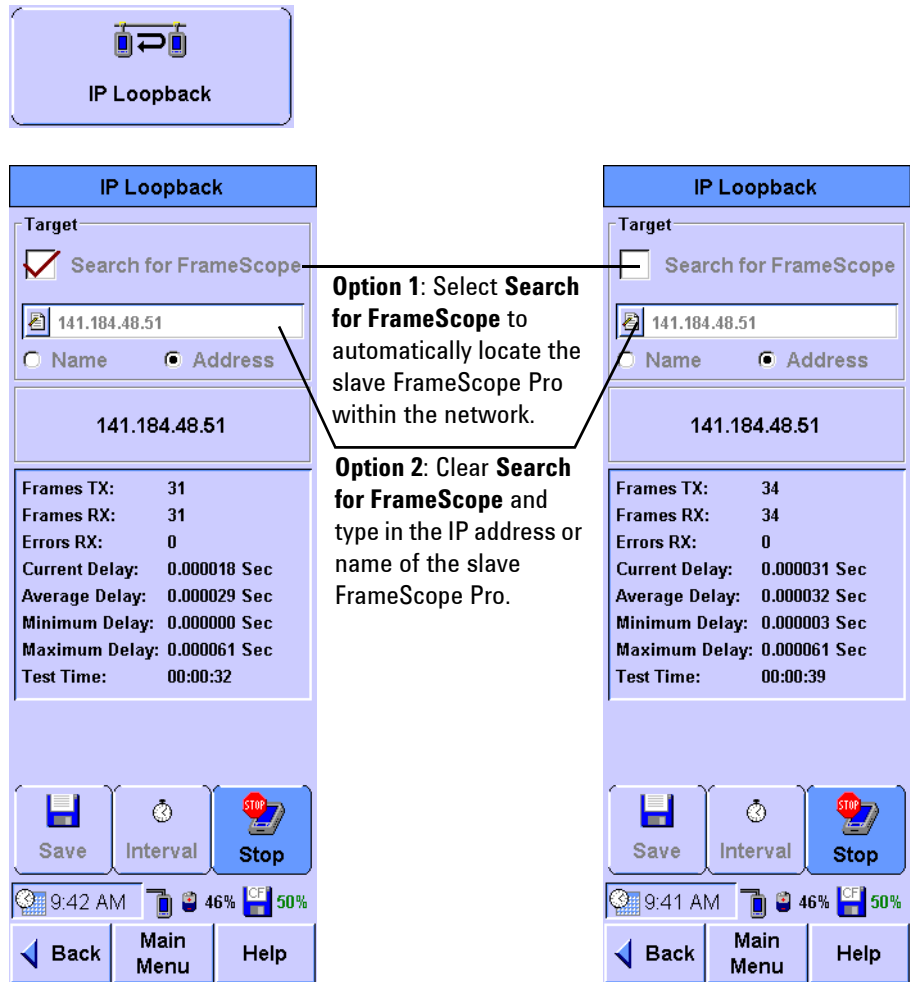 IP Loopback
IP Loopback
Target
Search for FrameScope
141.184.48.51
Name Address
141.184.48.51
Frames TX: 31
Frames RX: 31
Errors RX: 0
Current Delay: 0.000018 Sec
Average Delay: 0.000029 Sec
Minimum Delay: 0.000000 Sec
Maximum Delay: 0.000061 Sec
Test Time: 00:00:32
Save Interval STOP Stop
9:42 AM 46% CF 50%
Back Main Menu Help
Option 1: Select Search
for FrameScope to
automatically locate the
slave FrameScope Pro
within the network.
Option 2: Clear Search
for FrameScope and
type in the IP address or
name of the slave
FrameScope Pro.
IP Loopback
Target
Search for FrameScope
141.184.48.51
Name Address
141.184.48.51
Frames TX: 34
Frames RX: 34
Errors RX: 0
Current Delay: 0.000031 Sec
Average Delay: 0.000032 Sec
Minimum Delay: 0.000003 Sec
Maximum Delay: 0.000061 Sec
Test Time: 00:00:39
Save Interval STOP Stop
9:41 AM 46% CF 50%
Back Main Menu Help